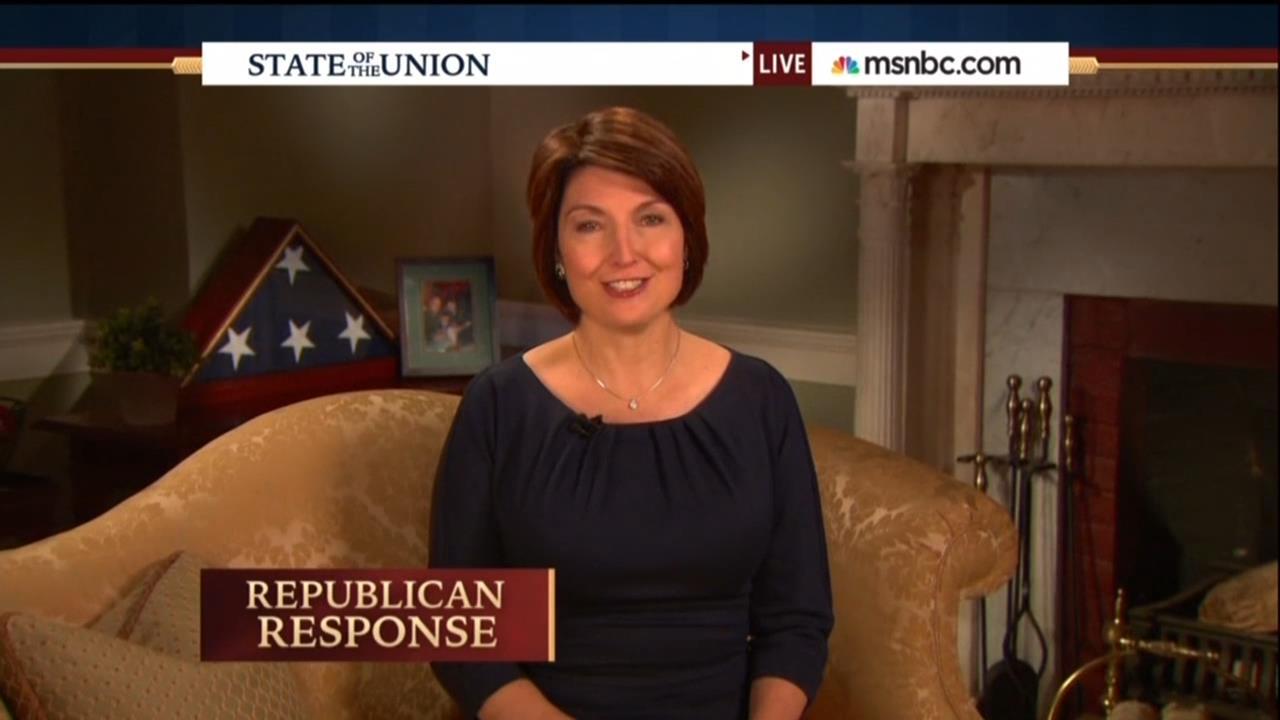 STATE OF THE UNION
LIVE
msnbc.com
REPUBLICAN
RESPONSE